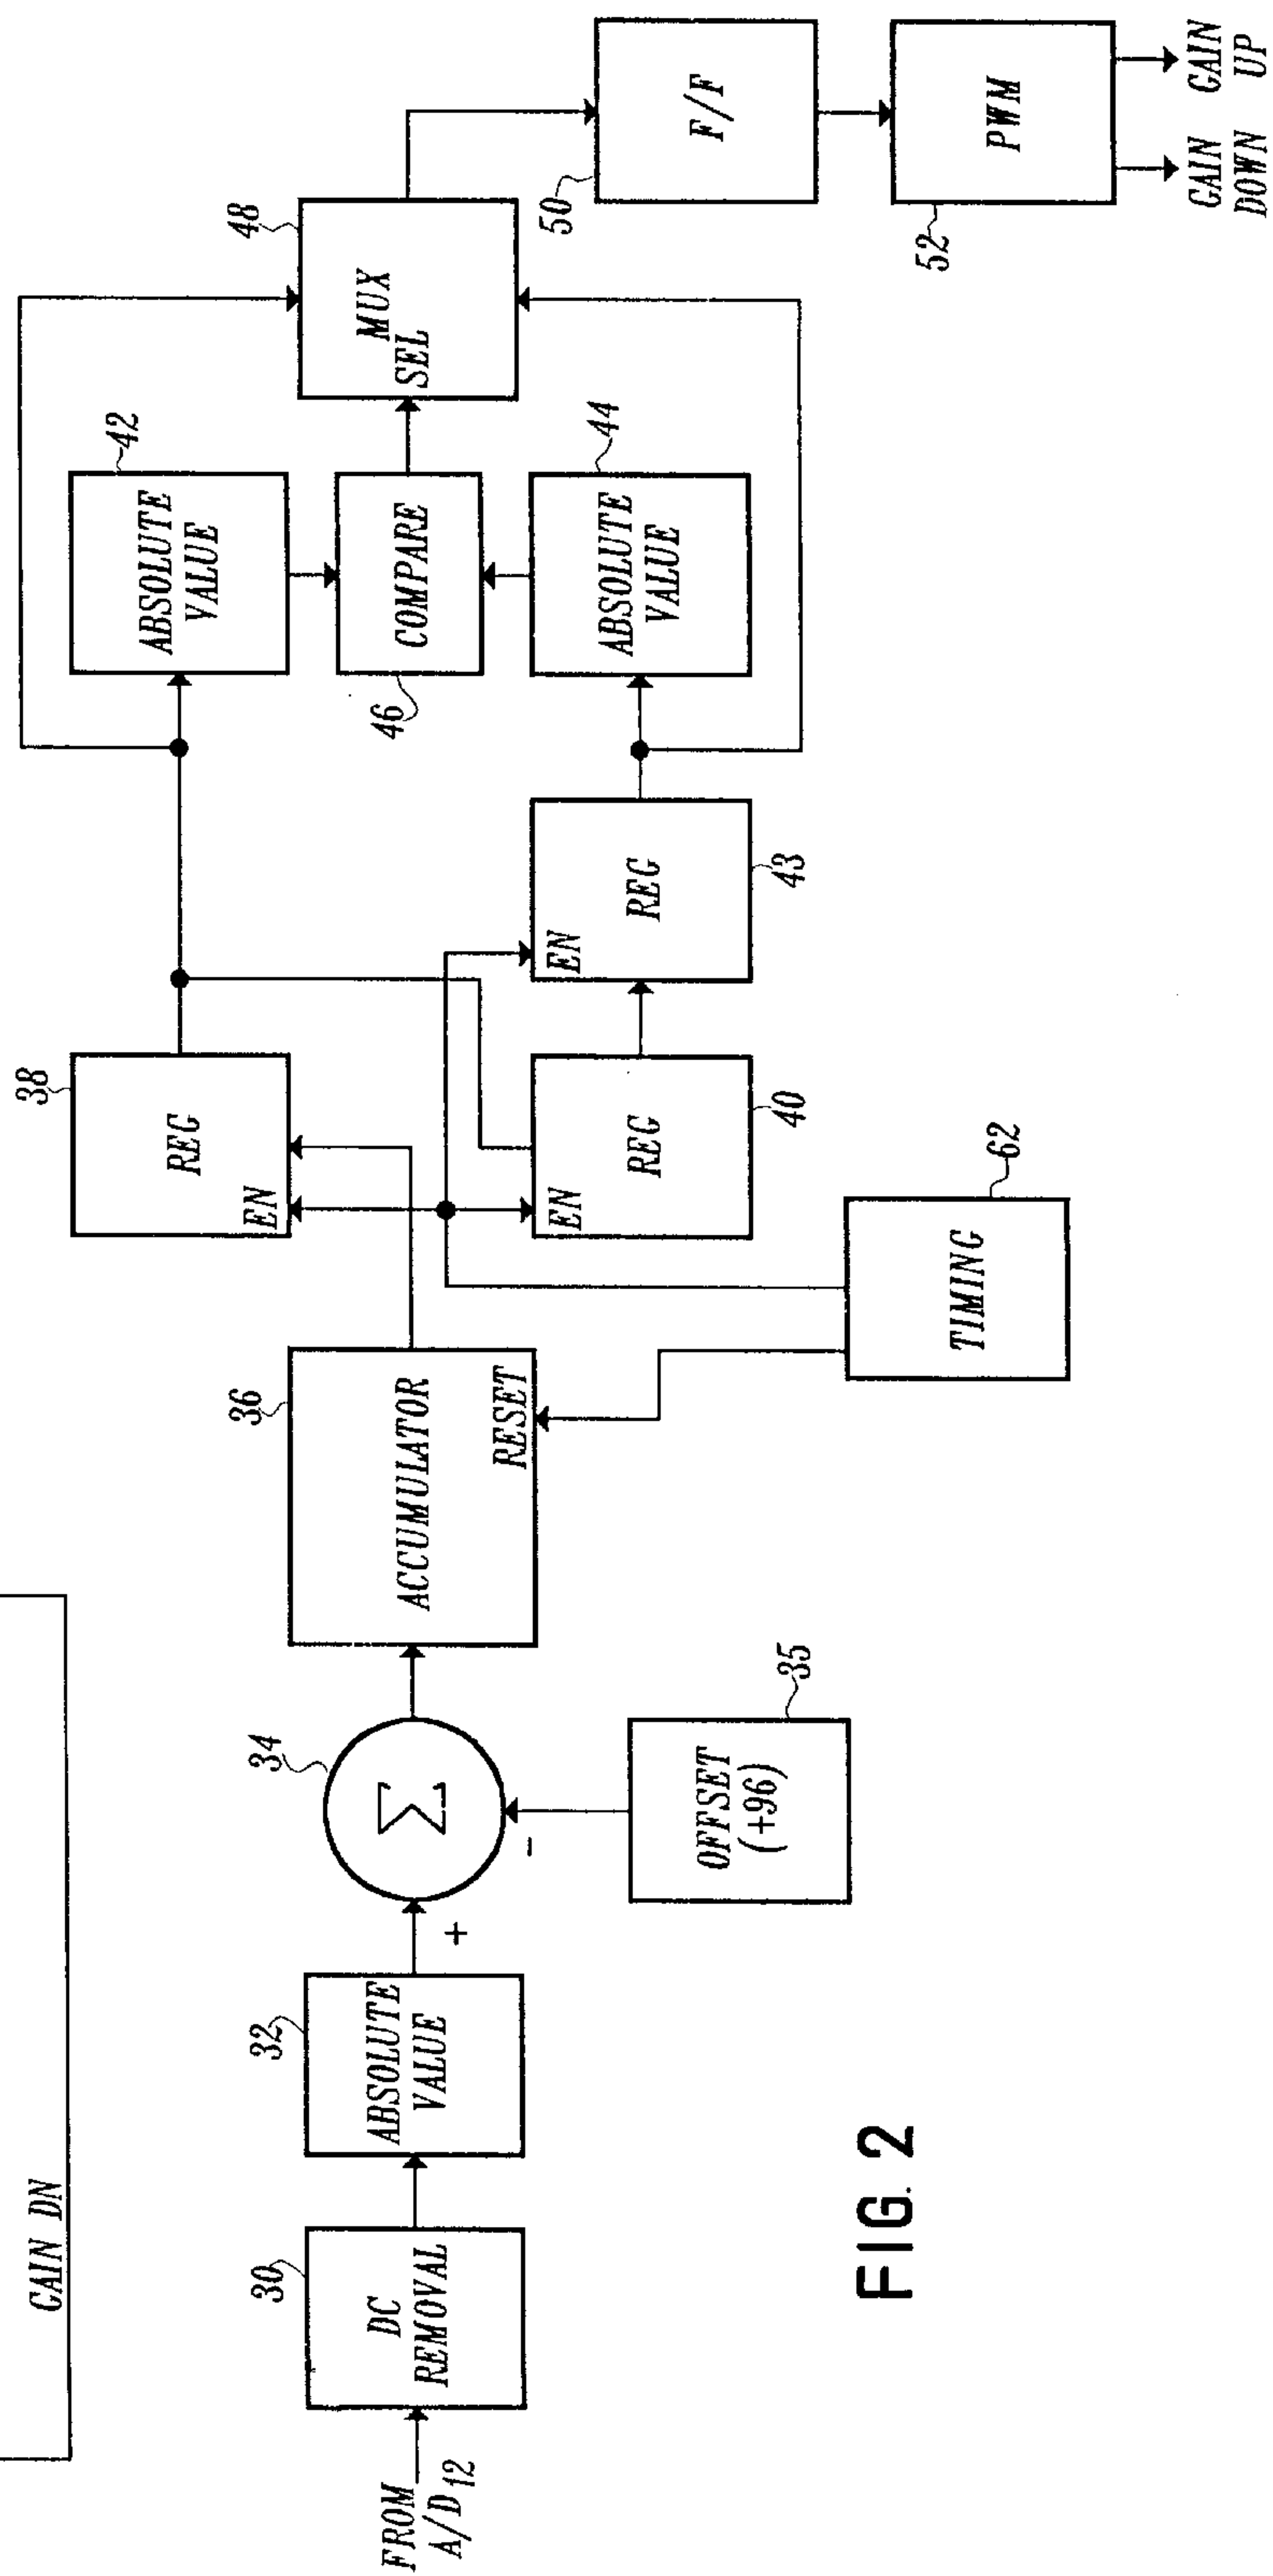 GAIN DN
FROM
A/D 12
30
DC
REMOVAL
32
ABSOLUTE
VALUE
+
34
Σ
-
35
OFFSET
(+96)
36
ACCUMULATOR
RESET
62
TIMING
38
REG
EN
40
REG
EN
43
REG
EN
42
ABSOLUTE
VALUE
46
COMPARE
44
ABSOLUTE
VALUE
48
MUX
SEL
50
F/F
52
PWM
GAIN
DOWN
GAIN
UP
FIG. 2